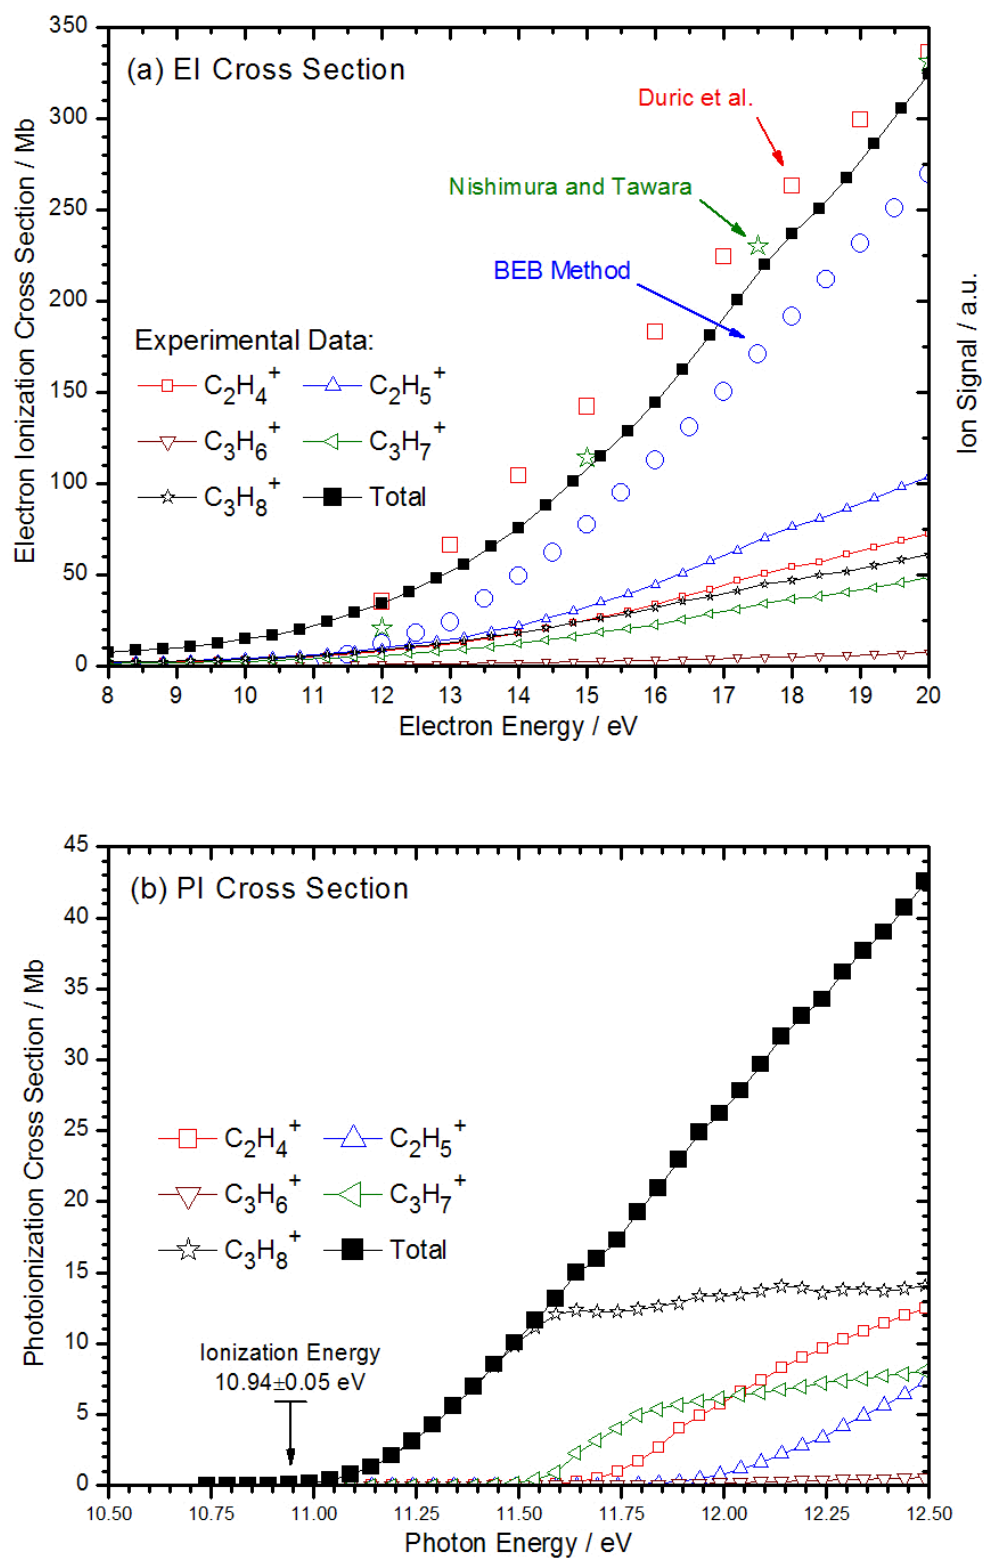 350
300
250
200
150
100
50
0
Electron Ionization Cross Section / Mb
(a) EI Cross Section
Duric et al.
Nishimura and Tawara
BEB Method
Experimental Data:
C2H4+ C2H5+
C3H6+ C3H7+
C3H8+ Total
Ion Signal / a.u.
8 9 10 11 12 13 14 15 16 17 18 19 20
Electron Energy / eV
45
40
35
30
25
20
15
10
5
0
Photoionization Cross Section / Mb
(b) PI Cross Section
C2H4+ C2H5+
C3H6+ C3H7+
C3H8+ Total
Ionization Energy
10.94±0.05 eV
10.50 10.75 11.00 11.25 11.50 11.75 12.00 12.25 12.50
Photon Energy / eV